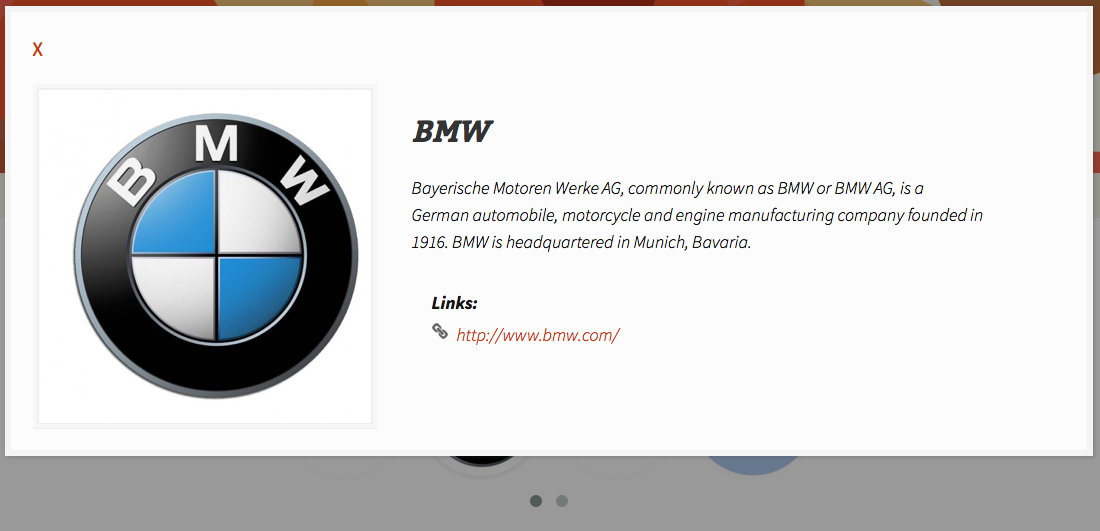 X
B M W
BMW
Bayerische Motoren Werke AG, commonly known as BMW or BMW AG, is a
German automobile, motorcycle and engine manufacturing company founded in
1916. BMW is headquartered in Munich, Bavaria.
Links:
http://www.bmw.com/